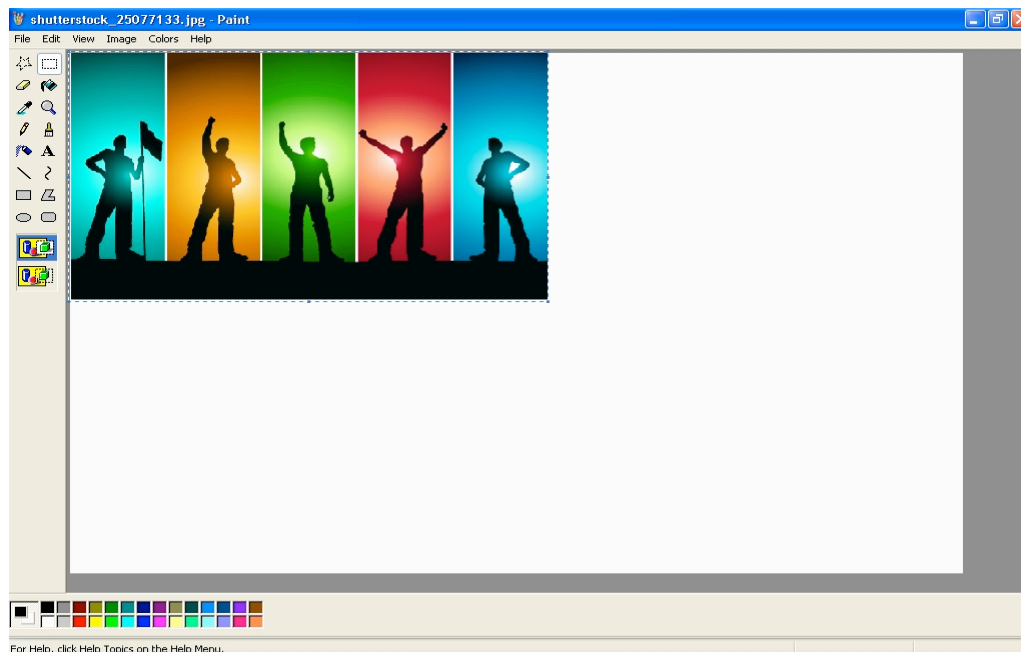 shutterstock_25077133.jpg - Paint
File Edit View Image Colors Help
A
For Help, click Help Topics on the Help Menu.